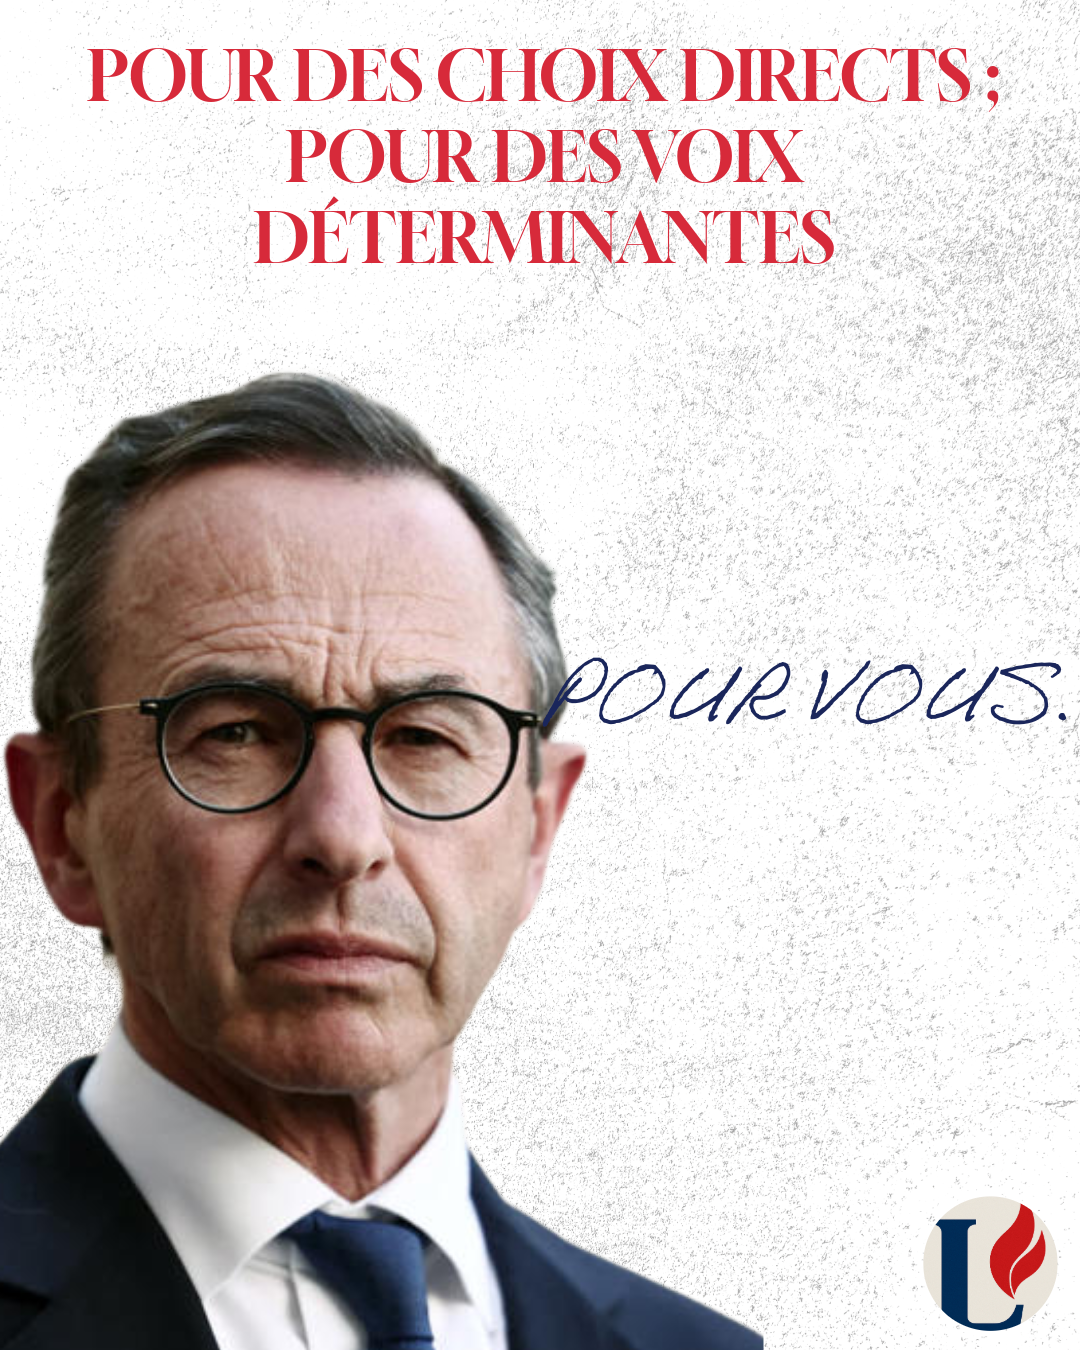 POUR DES CHOIX DIRECTS ;
POUR DES VOIX
DÉTERMINANTES
POUR VOUS.
L